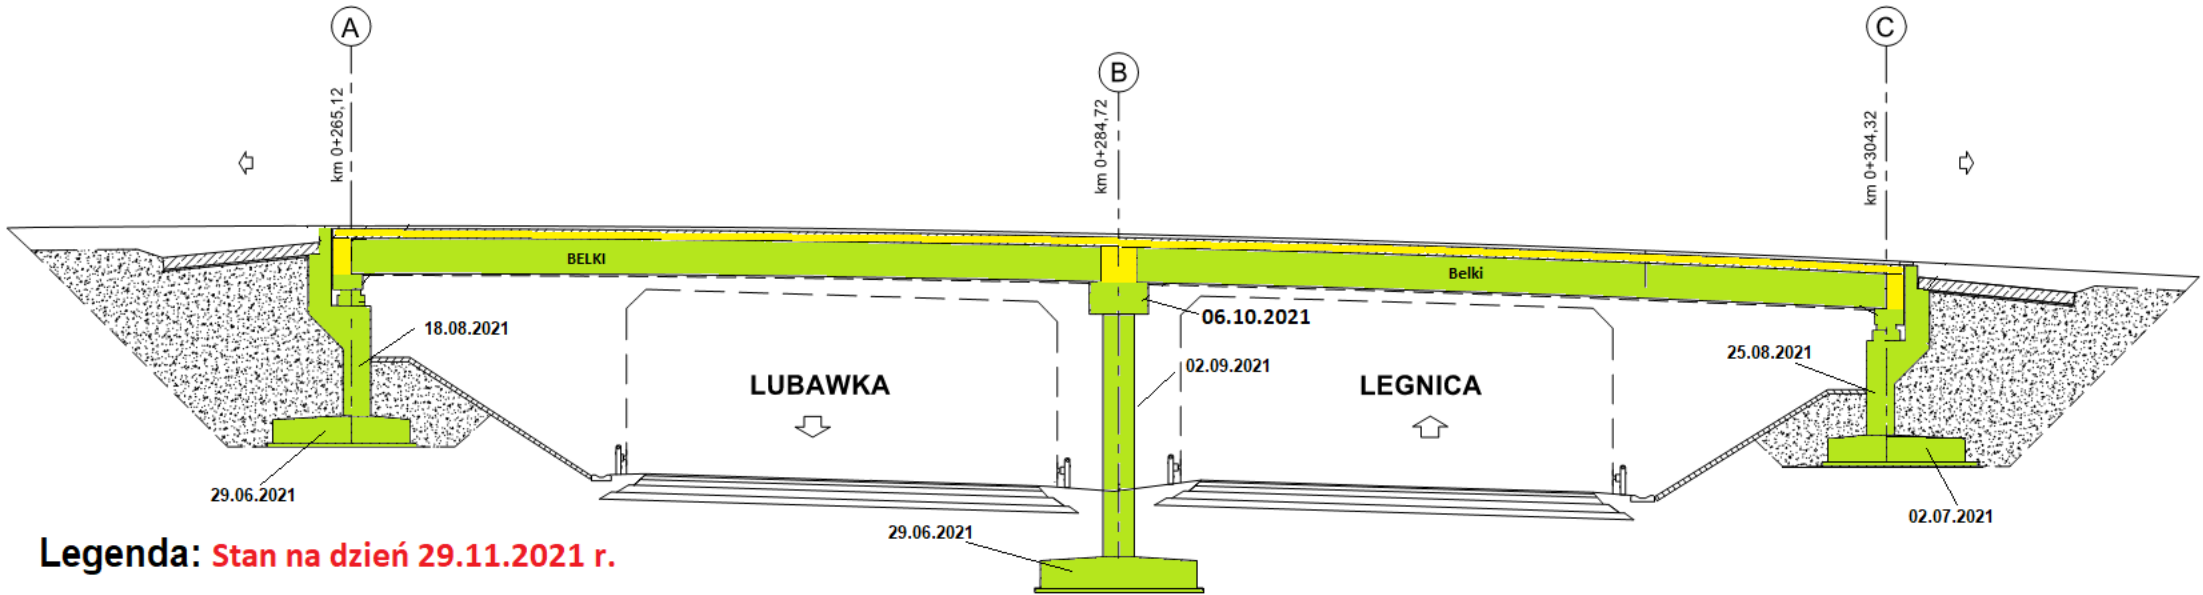 A
B
C
km 0+265,12
km 0+284,72
km 0+304,32
BELKI
Belki
18.08.2021
06.10.2021
02.09.2021
25.08.2021
LUBAWKA
LEGNICA
29.06.2021
29.06.2021
02.07.2021
Legenda: Stan na dzień 29.11.2021 r.